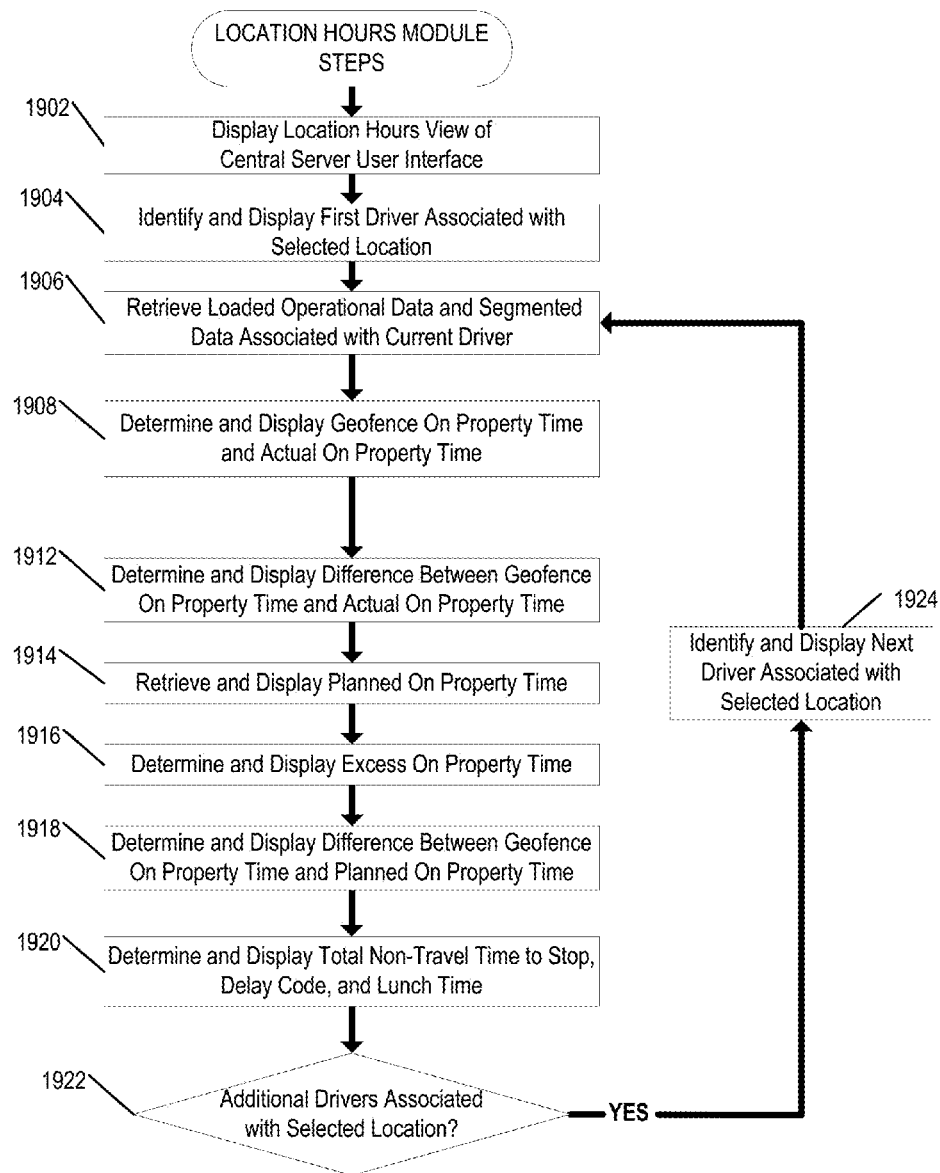 LOCATION HOURS MODULE
STEPS
1902
Display Location Hours View of
Central Server User Interface
1904
Identify and Display First Driver Associated with
Selected Location
1906
Retrieve Loaded Operational Data and Segmented
Data Associated with Current Driver
1908
Determine and Display Geofence On Property Time
and Actual On Property Time
1912
Determine and Display Difference Between Geofence
On Property Time and Actual On Property Time
1914
Retrieve and Display Planned On Property Time
1916
Determine and Display Excess On Property Time
1918
Determine and Display Difference Between Geofence
On Property Time and Planned On Property Time
1920
Determine and Display Total Non-Travel Time to Stop,
Delay Code, and Lunch Time
1922
Additional Drivers Associated
with Selected Location?
YES
1924
Identify and Display Next
Driver Associated with
Selected Location